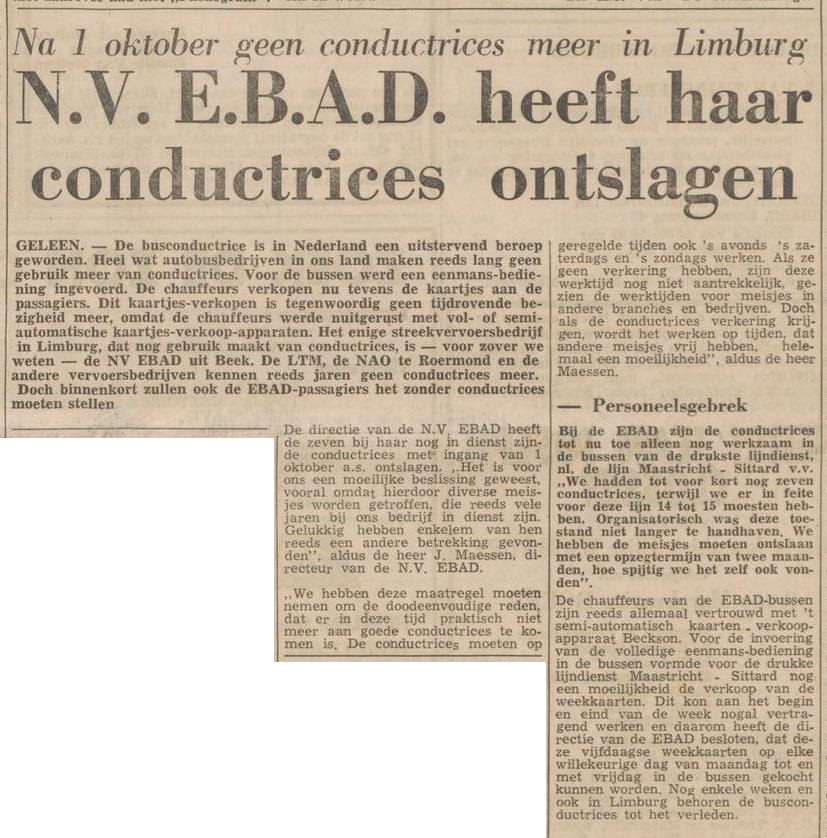 Na 1 oktober geen conductrices meer in Limburg
N.V. E.B.A.D. heeft haar
conductrices ontslagen
GELEEN. — De busconductrice is in Nederland een uitstervend beroep
geworden. Heel wat autobusbedrijven in ons land maken reeds lang geen
gebruik meer van conductrices. Voor de bussen werd een eenmans-bedie-
ning ingevoerd. De chauffeurs verkopen nu tevens de kaartjes aan de
passagiers. Dit kaartjes-verkopen is tegenwoordig geen tijdrovende be-
zigheid meer, omdat de chauffeurs werde nuitgerust met vol- of semi-
automatische kaartjes-verkoop-apparaten. Het enige streekvervoersbedrijf
in Limburg, dat nog gebruik maakt van conductrices, is — voor zover we
weten — de NV EBAD uit Beek. De LTM, de NAO te Roermond en de
andere vervoersbedrijven kennen reeds jaren geen conductrices meer.
Doch binnenkort zullen ook de EBAD-passagiers het zonder conductrices
moeten stellen
De directie van de N.V. EBAD heeft
de zeven bij haar nog in dienst zijn-
de conductrices met ingang van 1
oktober a.s. ontslagen. „Het is voor
ons een moeilijke beslissing geweest,
vooral omdat hierdoor diverse meis-
jes worden getroffen, die reeds vele
jaren bij ons bedrijf in dienst zijn.
Gelukkig hebben enkelem van hen
reeds een andere betrekking gevon-
den”, aldus de heer J. Maessen, di-
recteur van de N.V. EBAD.
„We hebben deze maatregel moeten
nemen om de doodeenvoudige reden,
dat er in deze tijd praktisch niet
meer aan goede conductrices te ko-
men is. De conductrices moeten op
geregelde tijden ook 's avonds 's za-
terdags en 's zondags werken. Als ze
geen verkering hebben, zijn deze
werktijd nog niet aantrekkelijk, ge-
zien de werktijden voor meisjes in
andere branches en bedrijven. Doch
als de conductrices verkering krij-
gen, wordt het werken op tijden, dat
andere meisjes vrij hebben, hele-
maal een moeilijkheid”, aldus de heer
Maessen.
— Personeelsgebrek
Bij de EBAD zijn de conductrices
tot nu toe alleen nog werkzaam in
de bussen van de drukste lijndienst,
nl. de lijn Maastricht - Sittard v.v.
„We hadden tot voor kort nog zeven
conductrices, terwijl we er in feite
voor deze lijn 14 tot 15 moesten heb-
ben. Organisatorisch was deze toe-
stand niet langer te handhaven. We
hebben de meisjes moeten ontslaan
met een opzegtermijn van twee maan-
den, hoe spijtig we het zelf ook von-
den”.
De chauffeurs van de EBAD-bussen
zijn reeds allemaal vertrouwd met 't
semi-automatisch kaarten - verkoop-
apparaat Beckson. Voor de invoering
van de volledige eenmans-bediening
in de bussen vormde voor de drukke
lijndienst Maastricht - Sittard nog
een moeilijkheid de verkoop van de
weekkaarten. Dit kon aan het begin
en eind van de week nogal vertra-
gend werken en daarom heeft de di-
rectie van de EBAD besloten, dat de-
ze vijfdaagse weekkaarten op elke
willekeurige dag van maandag tot en
met vrijdag in de bussen gekocht
kunnen worden. Nog enkele weken en
ook in Limburg behoren de buscon-
ductrices tot het verleden.